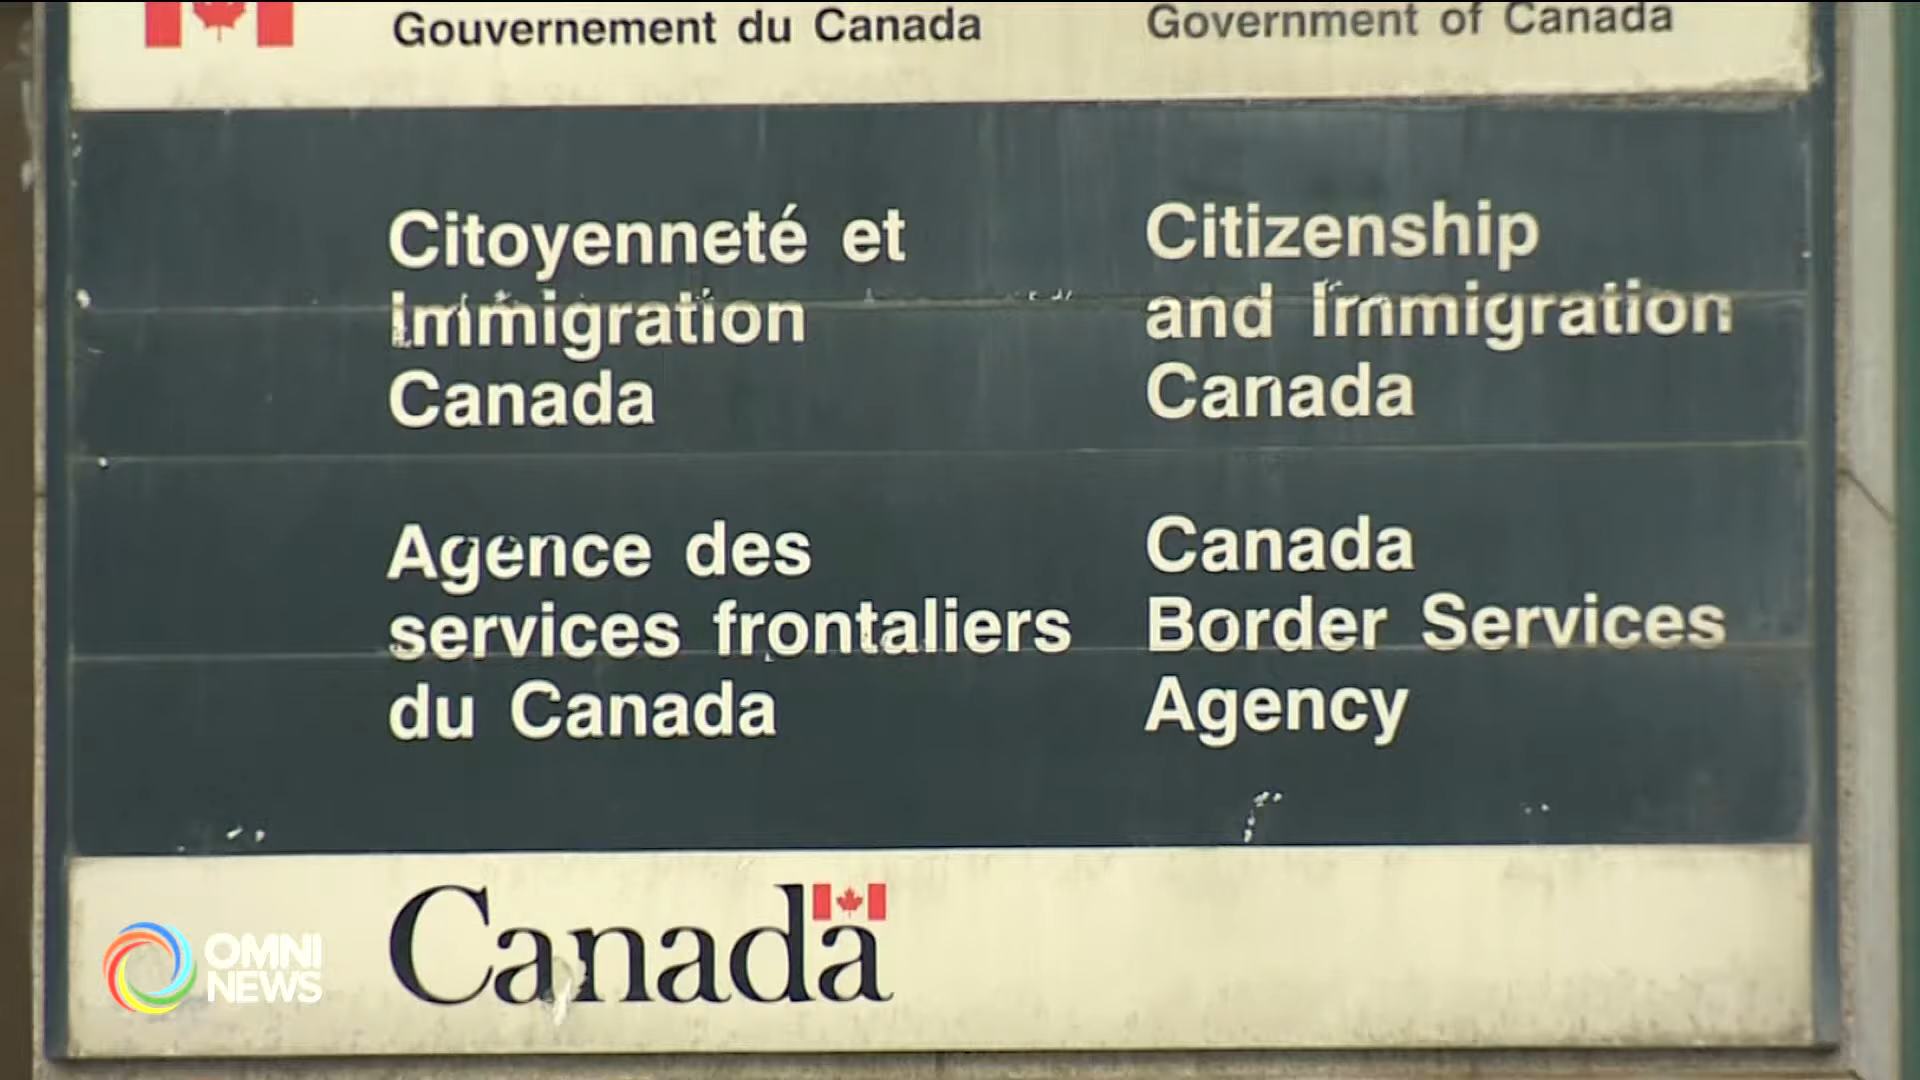 Gouvernement du Canada
Government of Canada
Citoyenneté et
Immigration
Canada
Citizenship
and Immigration
Canada
Agence des
services frontaliers
du Canada
Canada
Border Services
Agency
Canada
OMNI
NEWS